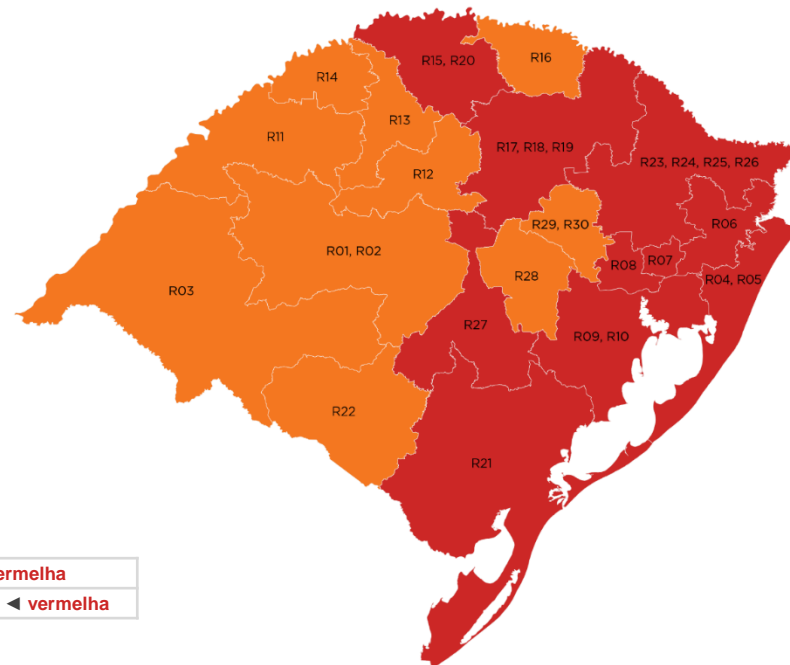 R16
R15, R20
R14
R13
R11
R17, R18, R19
R23, R24, R25, R26
R12
R06
R29, R30
R01, R02
R08
R07
R28
R04, R05
R03
R27
R09, R10
R22
R21
◄ vermelha